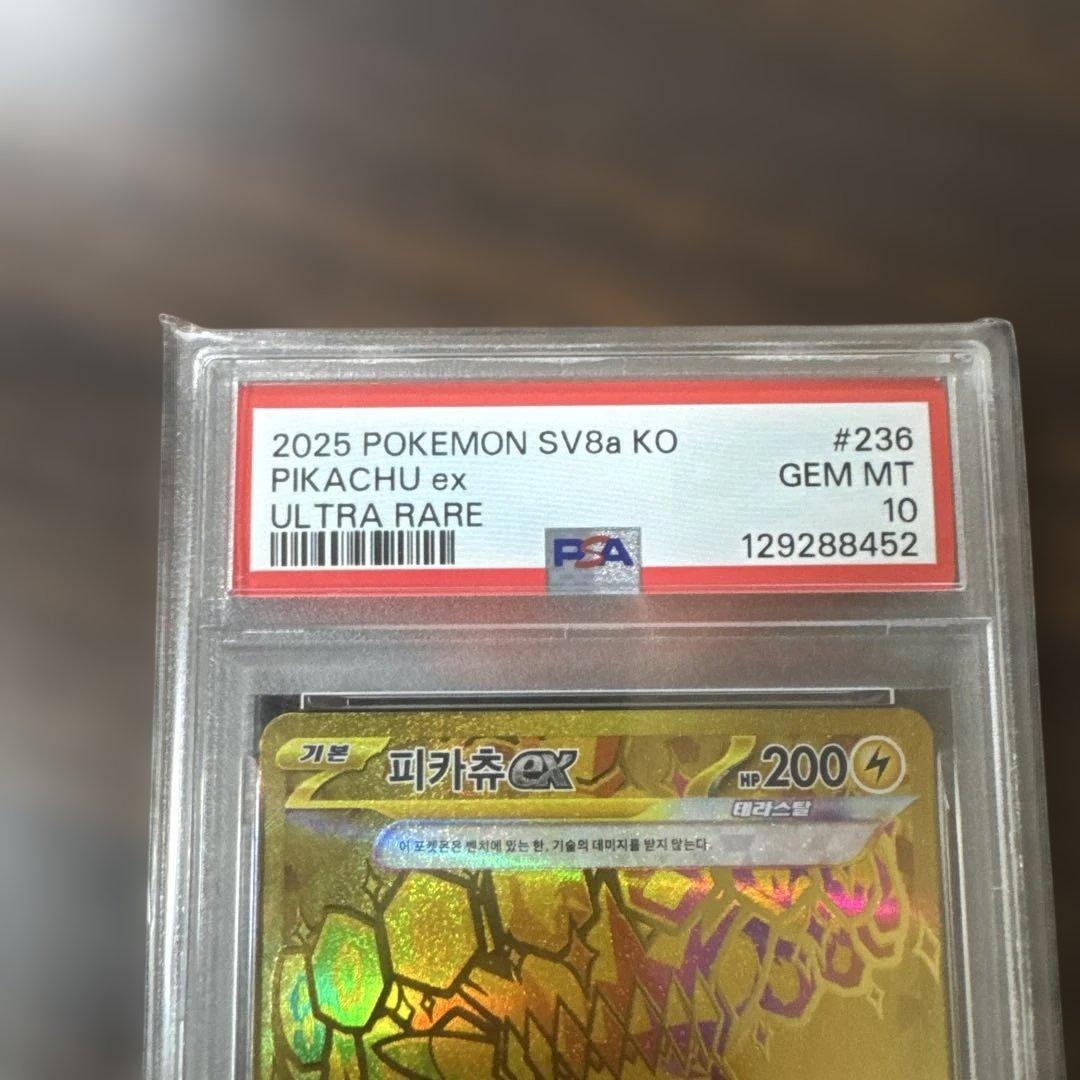 2025 POKEMON SV8a KO #236
PIKACHU ex GEM MT
ULTRA RARE 10
PSA 129288452
기본 피카츄ex HP200
테라스탈
이 포켓몬은 벤치에 있는 한, 기술의 데미지를 받지 않는다.